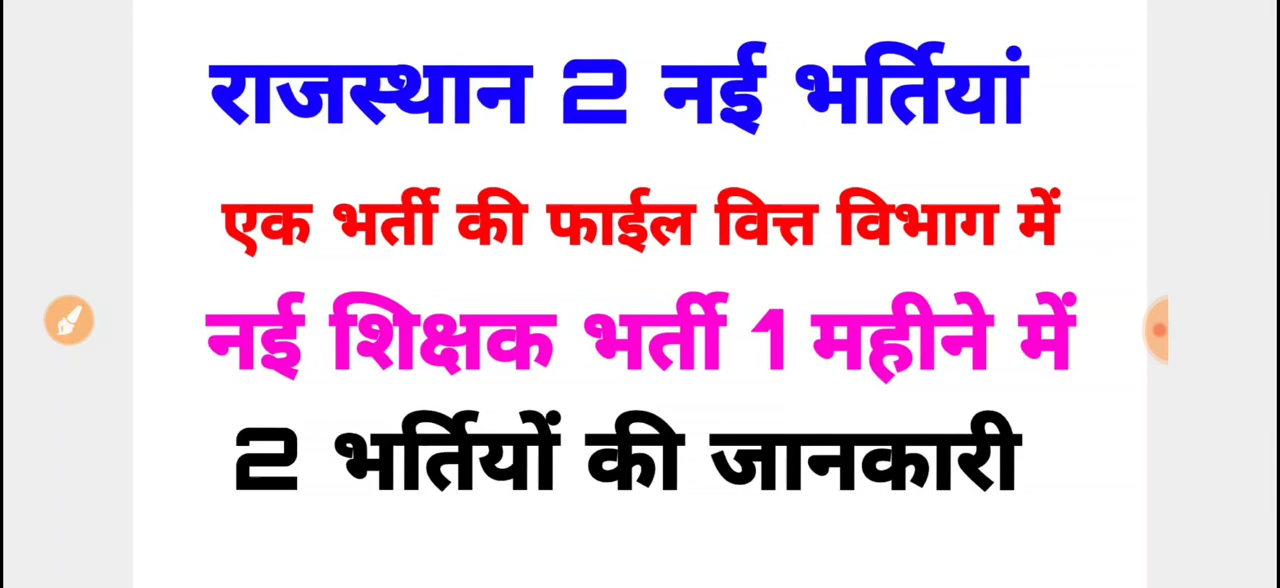 राजस्थान 2 नई भर्तियां
एक भर्ती की फाईल वित्त विभाग में
नई शिक्षक भर्ती 1 महीने में
2 भर्तियों की जानकारी